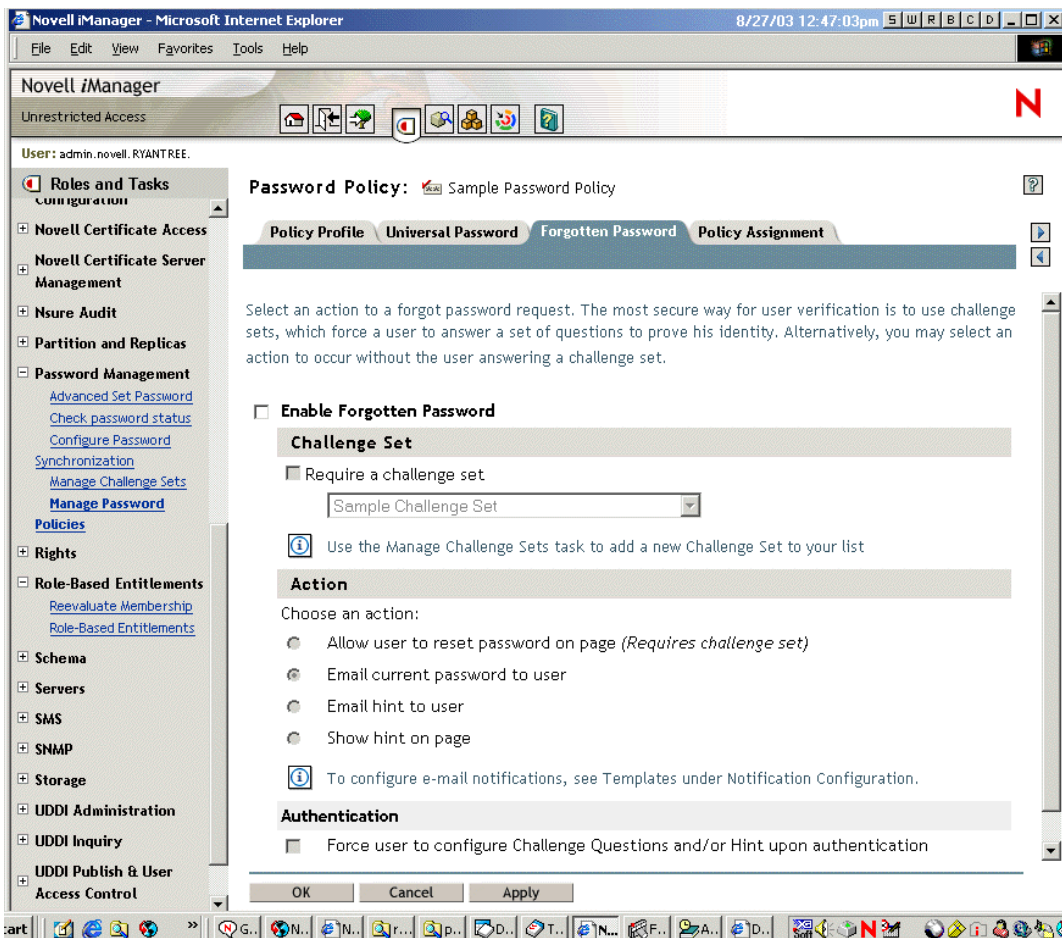 Novell iManager - Microsoft Internet Explorer
8/27/03 12:47:03pm S W R B C D
File Edit View Favorites Tools Help
Novell iManager
Unrestricted Access
N
User: admin.novell.RYANTREE.
Roles and Tasks
Configuration
Novell Certificate Access
Novell Certificate Server
Management
Nsure Audit
Partition and Replicas
Password Management
Advanced Set Password
Check password status
Configure Password
Synchronization
Manage Challenge Sets
Manage Password
Policies
Rights
Role-Based Entitlements
Reevaluate Membership
Role-Based Entitlements
Schema
Servers
SMS
SNMP
Storage
UDDI Administration
UDDI Inquiry
UDDI Publish & User
Access Control
Password Policy: Sample Password Policy
Policy Profile Universal Password Forgotten Password Policy Assignment
Select an action to a forgot password request. The most secure way for user verification is to use challenge
sets, which force a user to answer a set of questions to prove his identity. Alternatively, you may select an
action to occur without the user answering a challenge set.
Enable Forgotten Password
Challenge Set
Require a challenge set
Sample Challenge Set
Use the Manage Challenge Sets task to add a new Challenge Set to your list
Action
Choose an action:
Allow user to reset password on page (Requires challenge set)
Email current password to user
Email hint to user
Show hint on page
To configure e-mail notifications, see Templates under Notification Configuration.
Authentication
Force user to configure Challenge Questions and/or Hint upon authentication
OK Cancel Apply
tart » G.. N.. N.. r... p... D.. T.. N... F... A.. D..